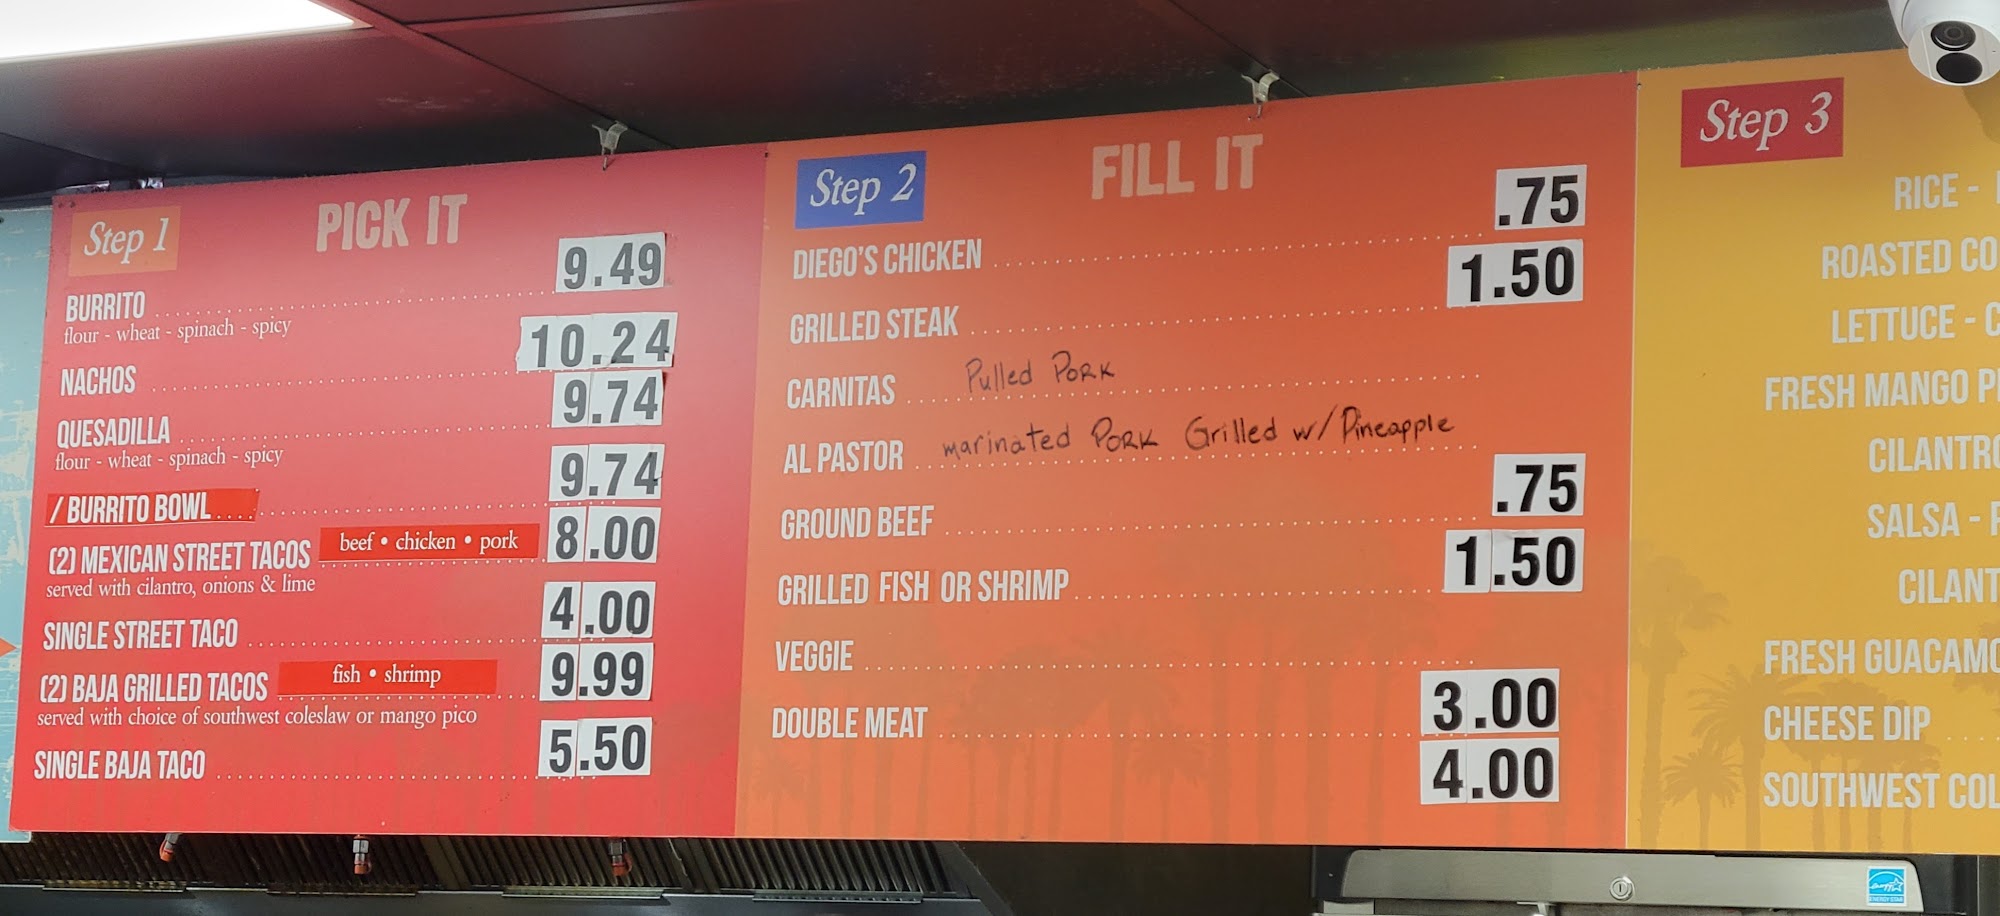 Step 1
PICK IT
BURRITO 9.49
flour - wheat - spinach - spicy
NACHOS 10.24
QUESADILLA 9.74
flour - wheat - spinach - spicy
/ BURRITO BOWL 9.74
(2) MEXICAN STREET TACOS beef • chicken • pork 8.00
served with cilantro, onions & lime
SINGLE STREET TACO 4.00
(2) BAJA GRILLED TACOS fish • shrimp 9.99
served with choice of southwest coleslaw or mango pico
SINGLE BAJA TACO 5.50
Step 2
FILL IT
DIEGO'S CHICKEN .75
GRILLED STEAK 1.50
CARNITAS Pulled Pork
AL PASTOR marinated Pork Grilled w/ Pineapple
GROUND BEEF .75
GRILLED FISH OR SHRIMP 1.50
VEGGIE
DOUBLE MEAT 3.00
4.00
Step 3
RICE -
ROASTED CO
LETTUCE - C
FRESH MANGO PI
CILANTRO
SALSA -
CILANT
FRESH GUACAMO
CHEESE DIP
SOUTHWEST COL
ENERGY STAR